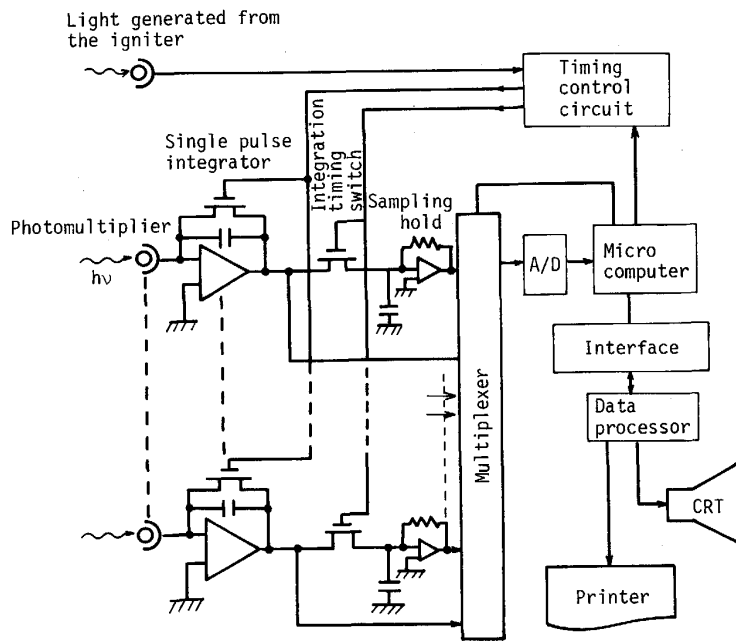 Light generated from
the igniter
Timing
control
circuit
Single pulse
integrator
Integration
timing
switch
Sampling
hold
Photomultiplier
hν
A/D
Micro
computer
Interface
Multiplexer
Data
processor
CRT
Printer